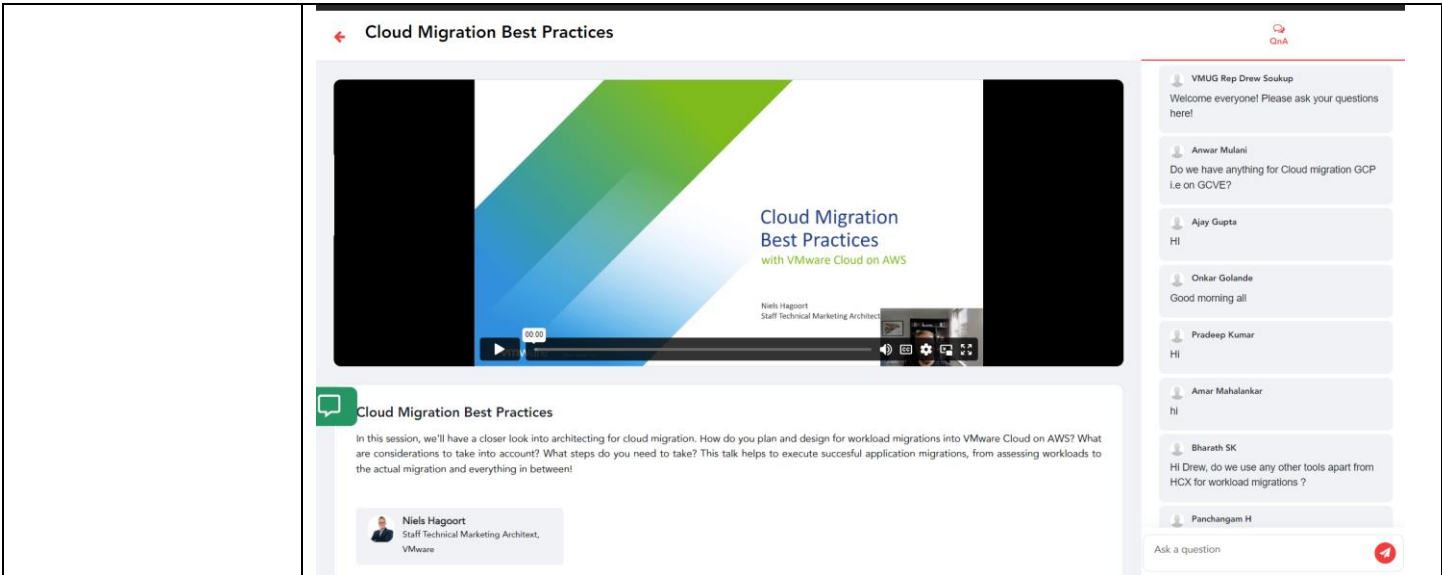 Cloud Migration Best Practices
QnA
Cloud Migration
Best Practices
with VMware Cloud on AWS
Niels Hagoort
Staff Technical Marketing Architect
00:00
vmware
Cloud Migration Best Practices
In this session, we'll have a closer look into architecting for cloud migration. How do you plan and design for workload migrations into VMware Cloud on AWS? What
are considerations to take into account? What steps do you need to take? This talk helps to execute succesful application migrations, from assessing workloads to
the actual migration and everything in between!
Niels Hagoort
Staff Technical Marketing Architext,
VMware
VMUG Rep Drew Soukup
Welcome everyone! Please ask your questions
here!
Anwar Mulani
Do we have anything for Cloud migration GCP
i.e on GCVE?
Ajay Gupta
HI
Onkar Golande
Good morning all
Pradeep Kumar
Hi
Amar Mahalankar
hi
Bharath SK
Hi Drew, do we use any other tools apart from
HCX for workload migrations ?
Panchangam H
Ask a question